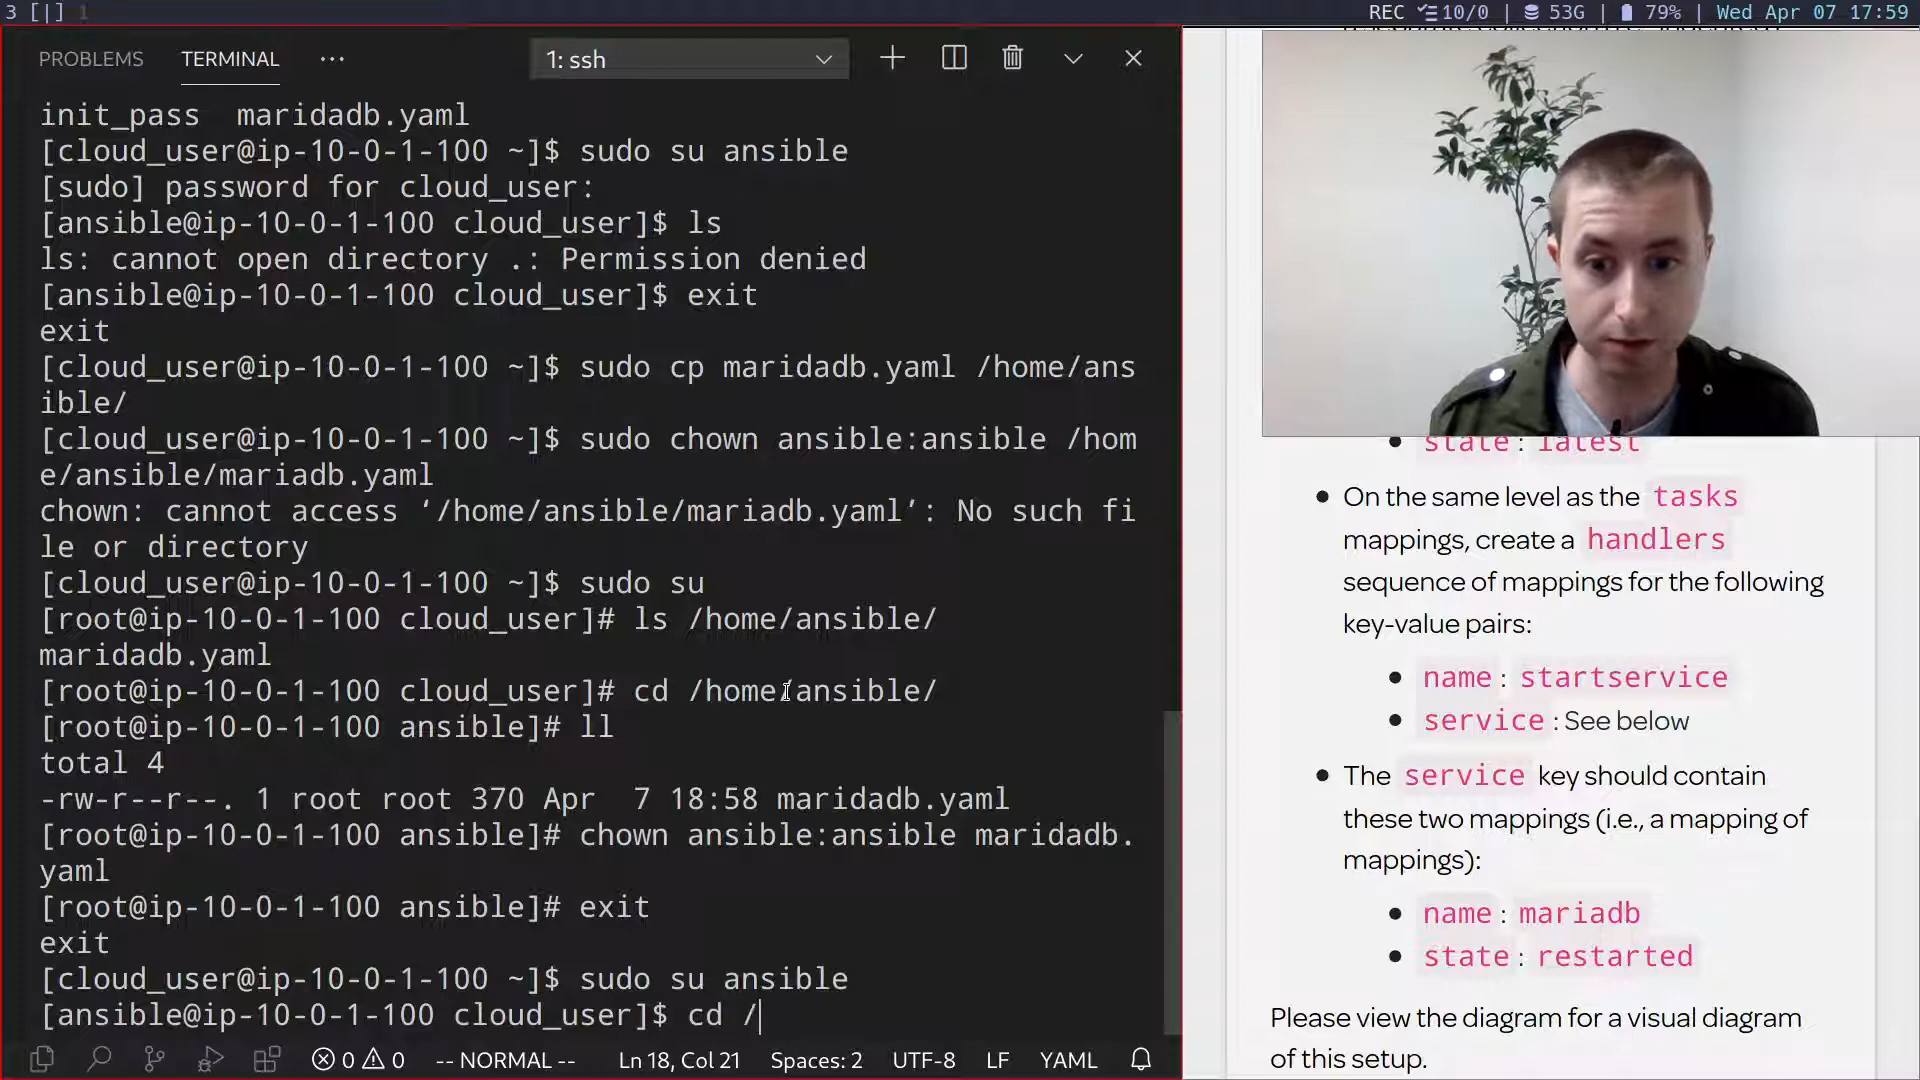 3 [|] 1
REC 10/0 | 53G | 79% | Wed Apr 07 17:59
PROBLEMS TERMINAL ... 1: ssh
init_pass maridadb.yaml
[cloud_user@ip-10-0-1-100 ~]$ sudo su ansible
[sudo] password for cloud_user:
[ansible@ip-10-0-1-100 cloud_user]$ ls
ls: cannot open directory .: Permission denied
[ansible@ip-10-0-1-100 cloud_user]$ exit
exit
[cloud_user@ip-10-0-1-100 ~]$ sudo cp maridadb.yaml /home/ans
ible/
[cloud_user@ip-10-0-1-100 ~]$ sudo chown ansible:ansible /hom
e/ansible/mariadb.yaml
chown: cannot access ‘/home/ansible/mariadb.yaml’: No such fi
le or directory
[cloud_user@ip-10-0-1-100 ~]$ sudo su
[root@ip-10-0-1-100 cloud_user]# ls /home/ansible/
maridadb.yaml
[root@ip-10-0-1-100 cloud_user]# cd /home/ansible/
[root@ip-10-0-1-100 ansible]# ll
total 4
-rw-r--r--. 1 root root 370 Apr  7 18:58 maridadb.yaml
[root@ip-10-0-1-100 ansible]# chown ansible:ansible maridadb.
yaml
[root@ip-10-0-1-100 ansible]# exit
exit
[cloud_user@ip-10-0-1-100 ~]$ sudo su ansible
[ansible@ip-10-0-1-100 cloud_user]$ cd /
0 0 -- NORMAL -- Ln 18, Col 21 Spaces: 2 UTF-8 LF YAML
• state : latest
• On the same level as the tasks
mappings, create a handlers
sequence of mappings for the following
key-value pairs:
• name : startservice
• service : See below
• The service key should contain
these two mappings (i.e., a mapping of
mappings):
• name : mariadb
• state : restarted
Please view the diagram for a visual diagram
of this setup.